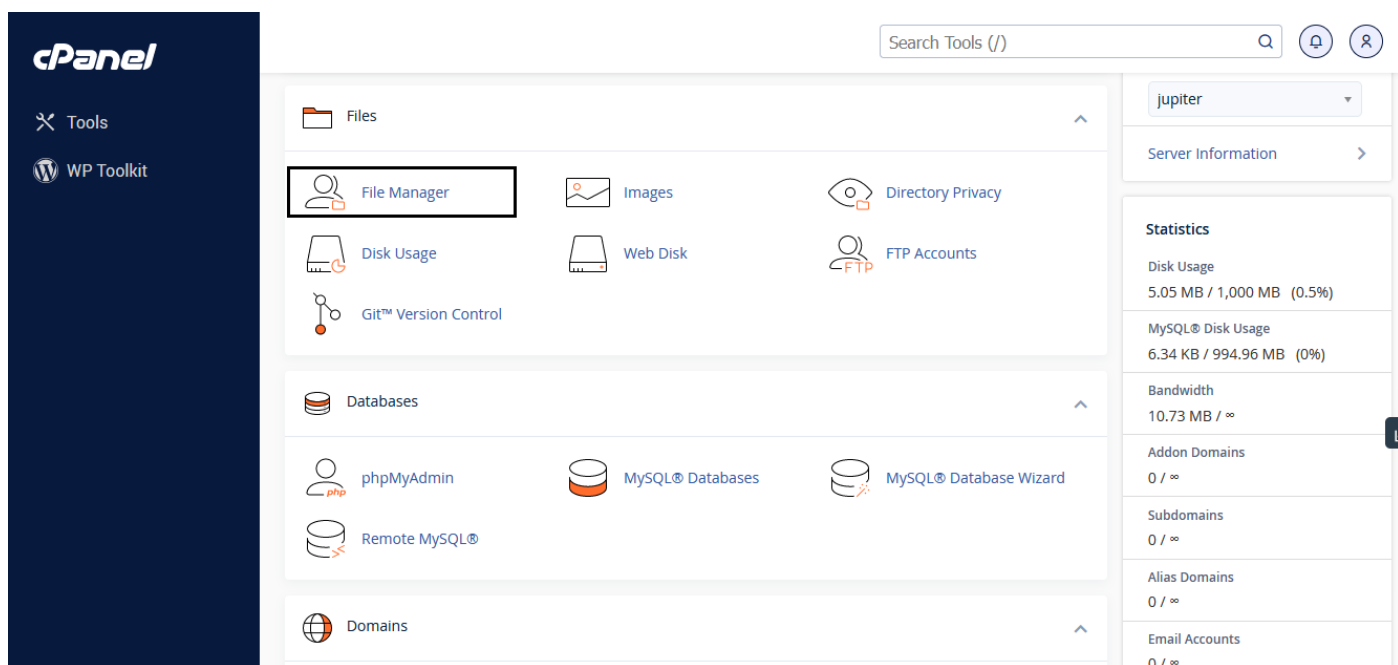 cPanel
Tools
WP Toolkit
Search Tools (/)
Files
File Manager
Images
Directory Privacy
Disk Usage
Web Disk
FTP
FTP Accounts
Git™ Version Control
Databases
php
phpMyAdmin
MySQL® Databases
MySQL® Database Wizard
Remote MySQL®
Domains
jupiter
Server Information
Statistics
Disk Usage
5.05 MB / 1,000 MB (0.5%)
MySQL® Disk Usage
6.34 KB / 994.96 MB (0%)
Bandwidth
10.73 MB / ∞
Addon Domains
0 / ∞
Subdomains
0 / ∞
Alias Domains
0 / ∞
Email Accounts
0 / ∞